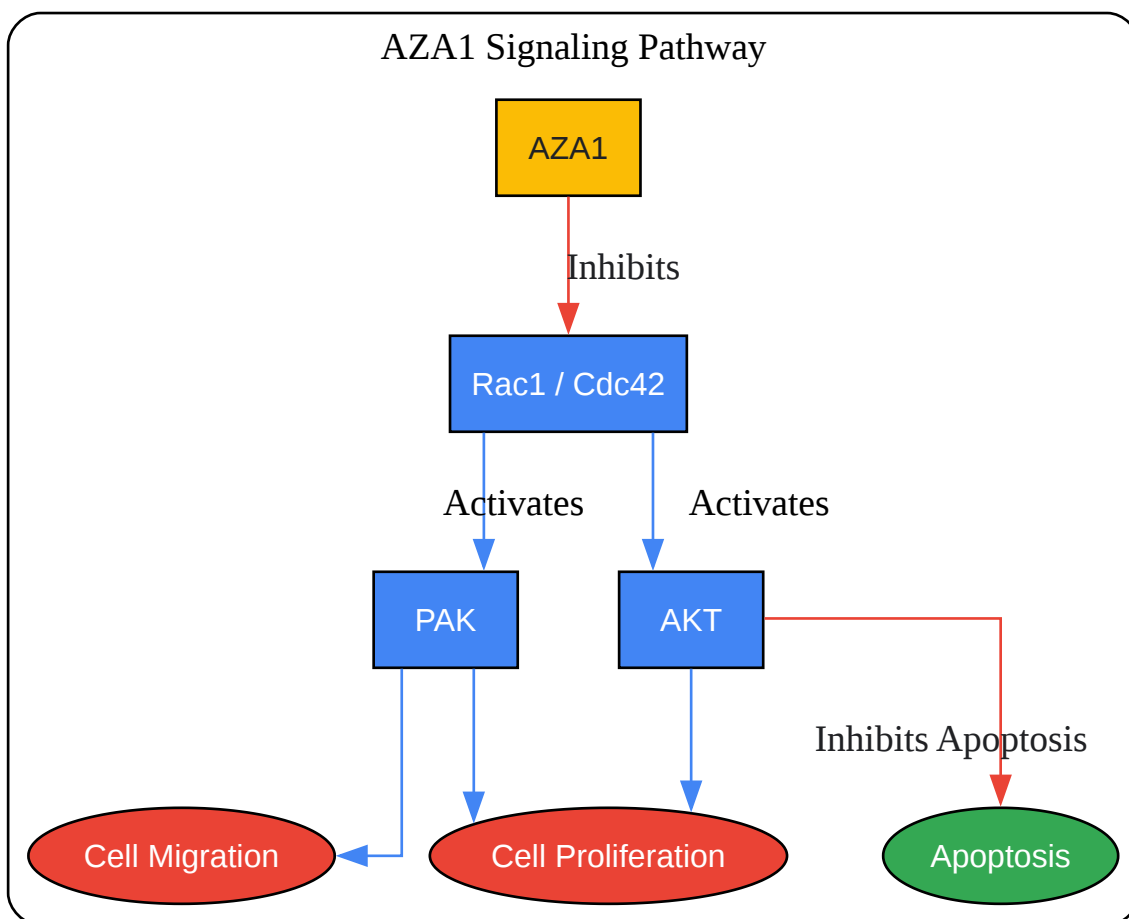 AZA1 Signaling Pathway
AZA1
Inhibits
Rac1 / Cdc42
Activates
Activates
PAK
AKT
Inhibits Apoptosis
Cell Migration
Cell Proliferation
Apoptosis